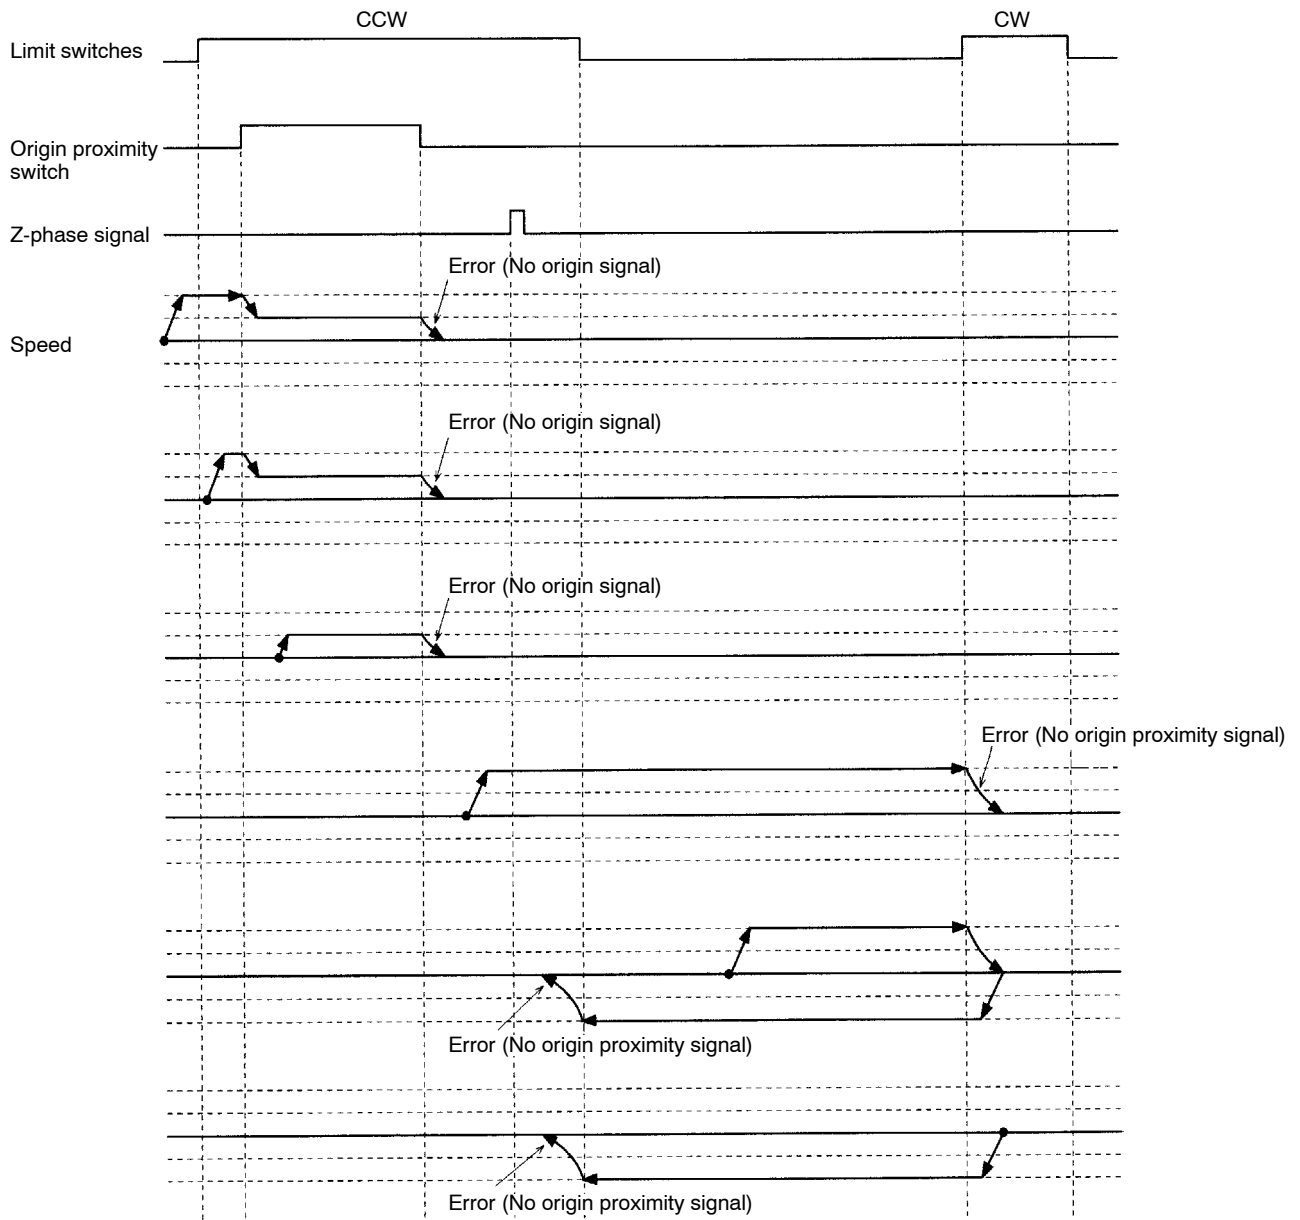 CCW
CW
Limit switches
Origin proximity
switch
Z-phase signal
Error (No origin signal)
Speed
Error (No origin signal)
Error (No origin signal)
Error (No origin proximity signal)
Error (No origin proximity signal)
Error (No origin proximity signal)